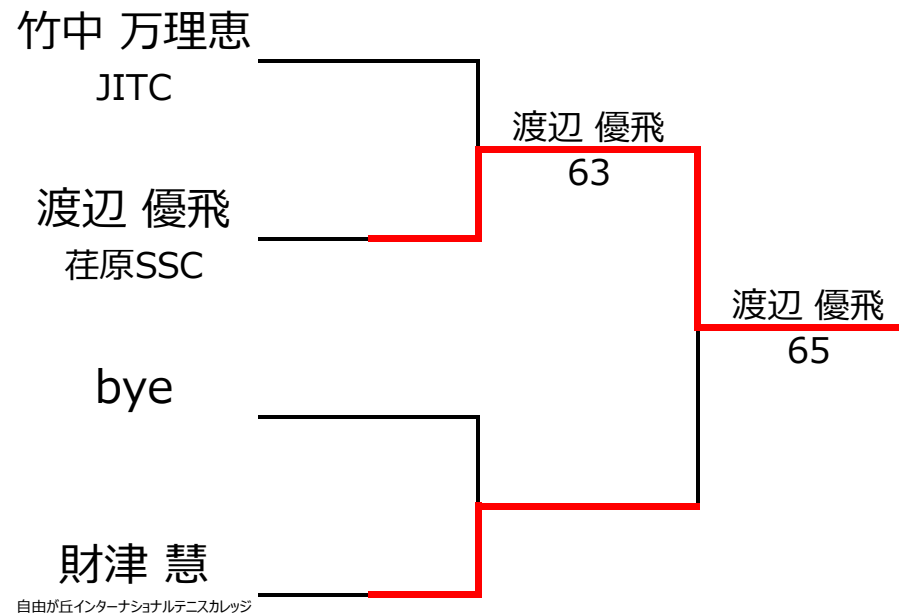 竹中 万理恵
JITC
渡辺 優飛
63
渡辺 優飛
荏原SSC
渡辺 優飛
65
bye
財津 慧
自由が丘インターナショナルテニスカレッジ